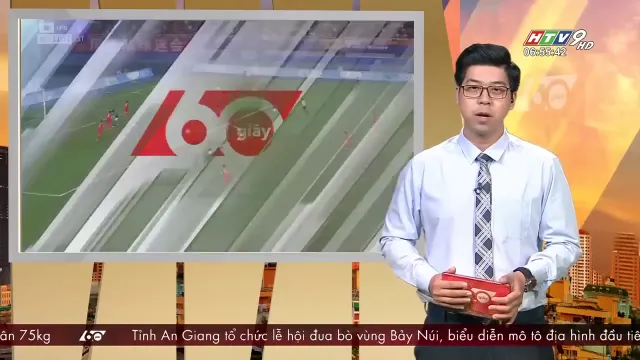 HTV9 HD
06:55:42
60 giây
ân 75kg 60 Tỉnh An Giang tổ chức lễ hội đua bò vùng Bảy Núi, biểu diễn mô tô địa hình đầu tiê